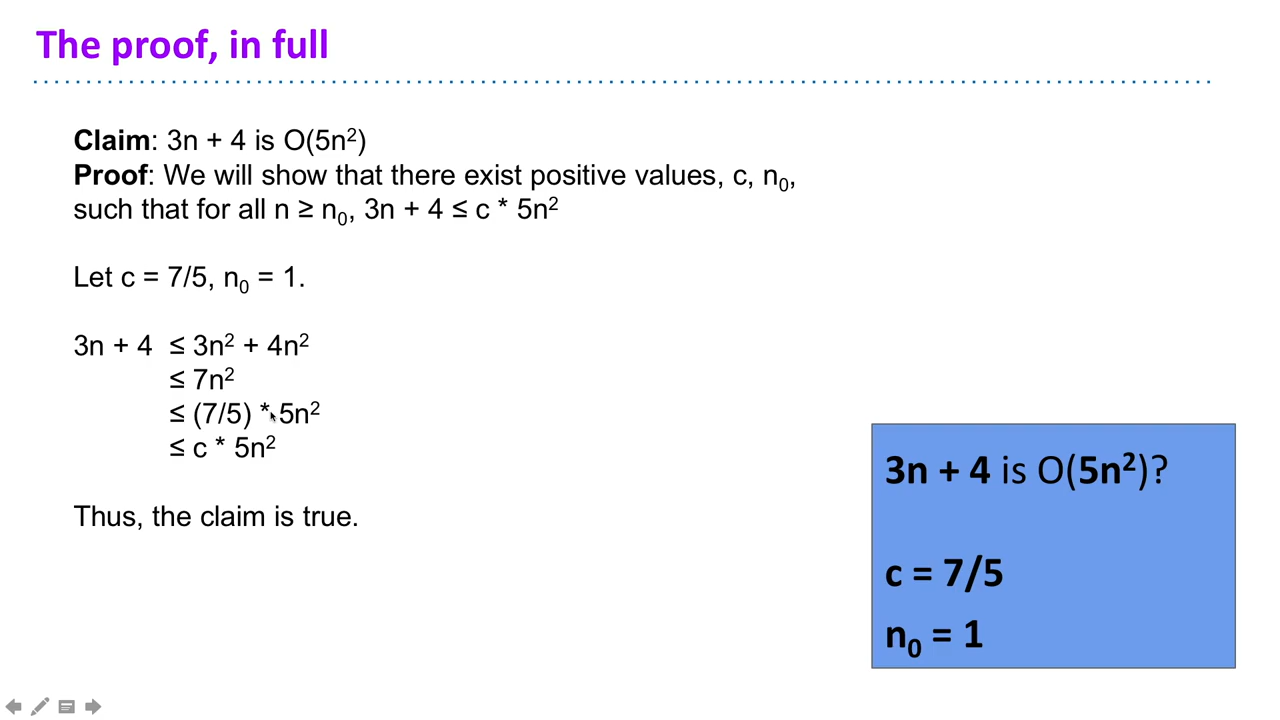 The proof, in full
Claim: 3n + 4 is O(5n²)
Proof: We will show that there exist positive values, c, n₀,
such that for all n ≥ n₀, 3n + 4 ≤ c * 5n²
Let c = 7/5, n₀ = 1.
3n + 4 ≤ 3n² + 4n²
≤ 7n²
≤ (7/5) * 5n²
≤ c * 5n²
Thus, the claim is true.
3n + 4 is O(5n²)?
c = 7/5
n₀ = 1